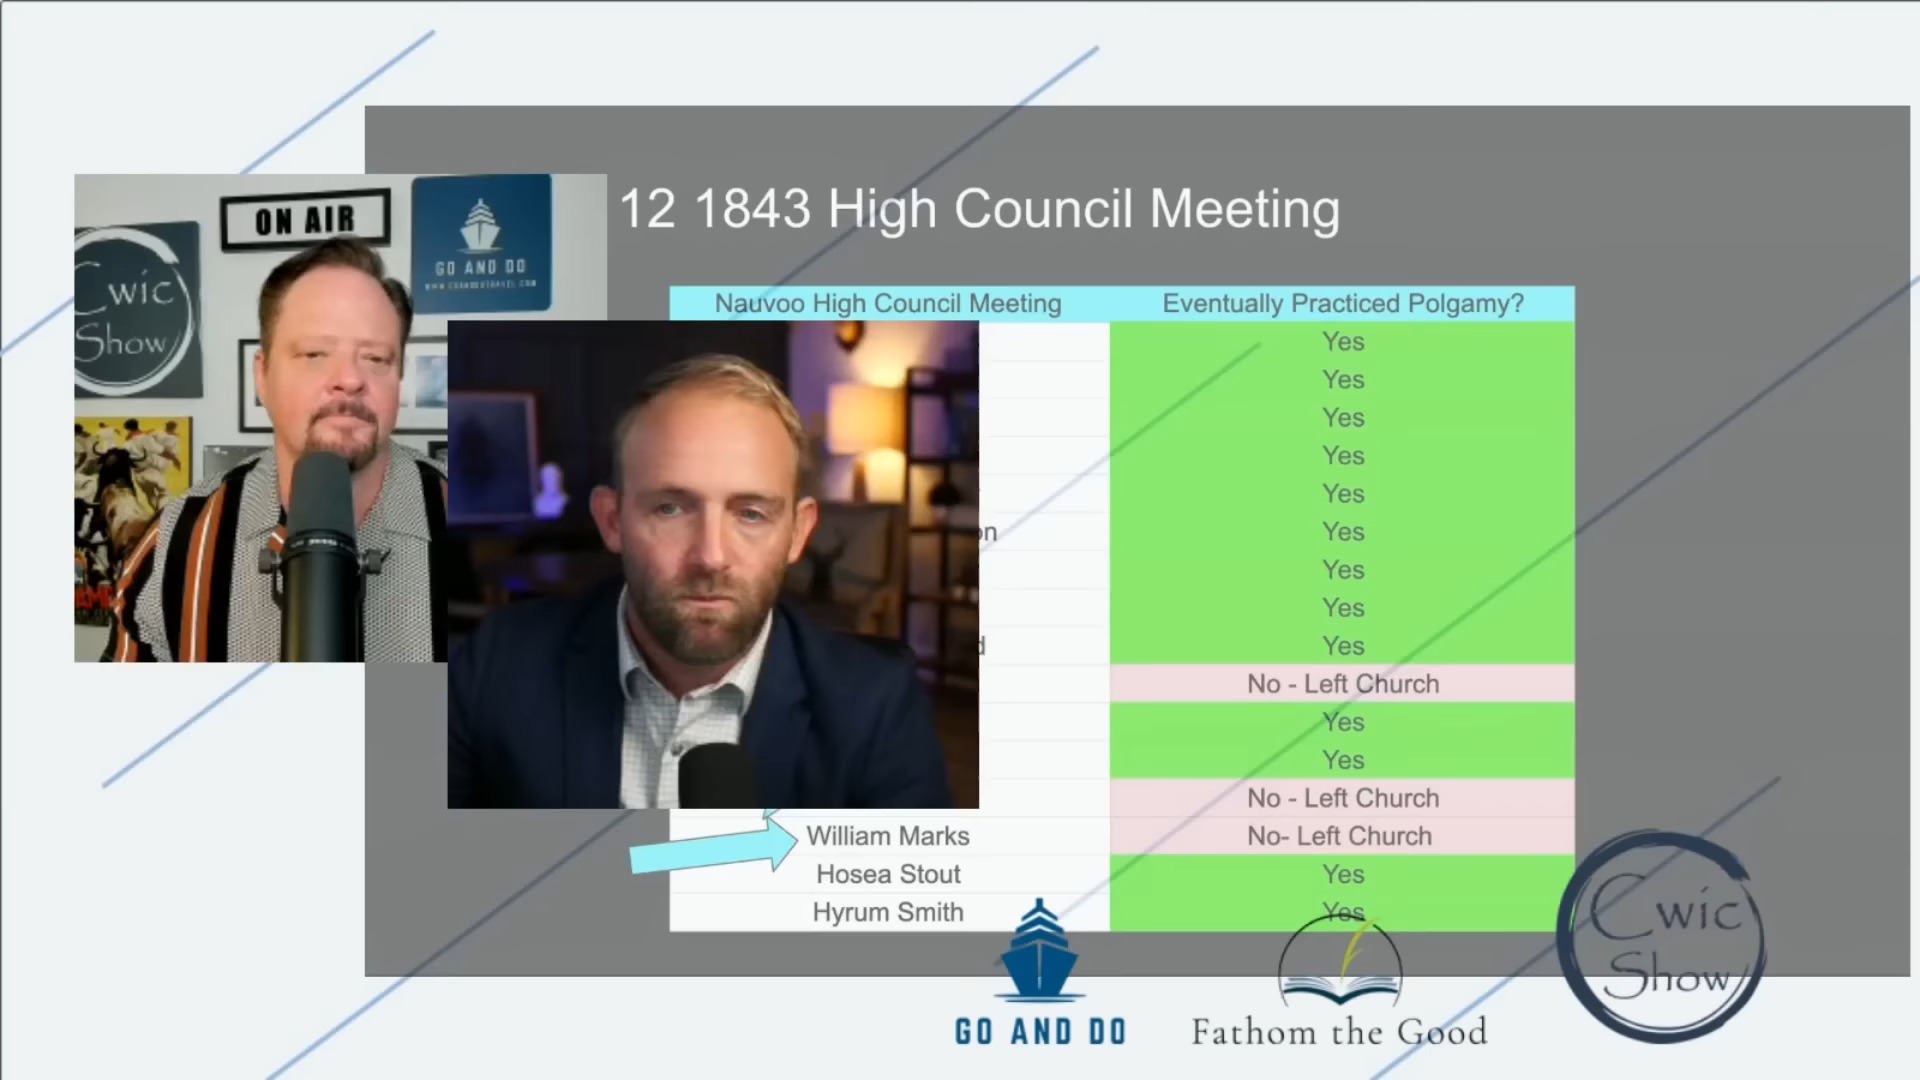 12 1843 High Council Meeting
ON AIR
GO AND DO
Cwic
Show
Nauvoo High Council Meeting Eventually Practiced Polgamy?
Yes
Yes
Yes
Yes
Yes
on Yes
Yes
Yes
d Yes
No - Left Church
Yes
Yes
No - Left Church
William Marks No- Left Church
Hosea Stout Yes
Hyrum Smith Yes
Cwic
Show
GO AND DO
Fathom the Good